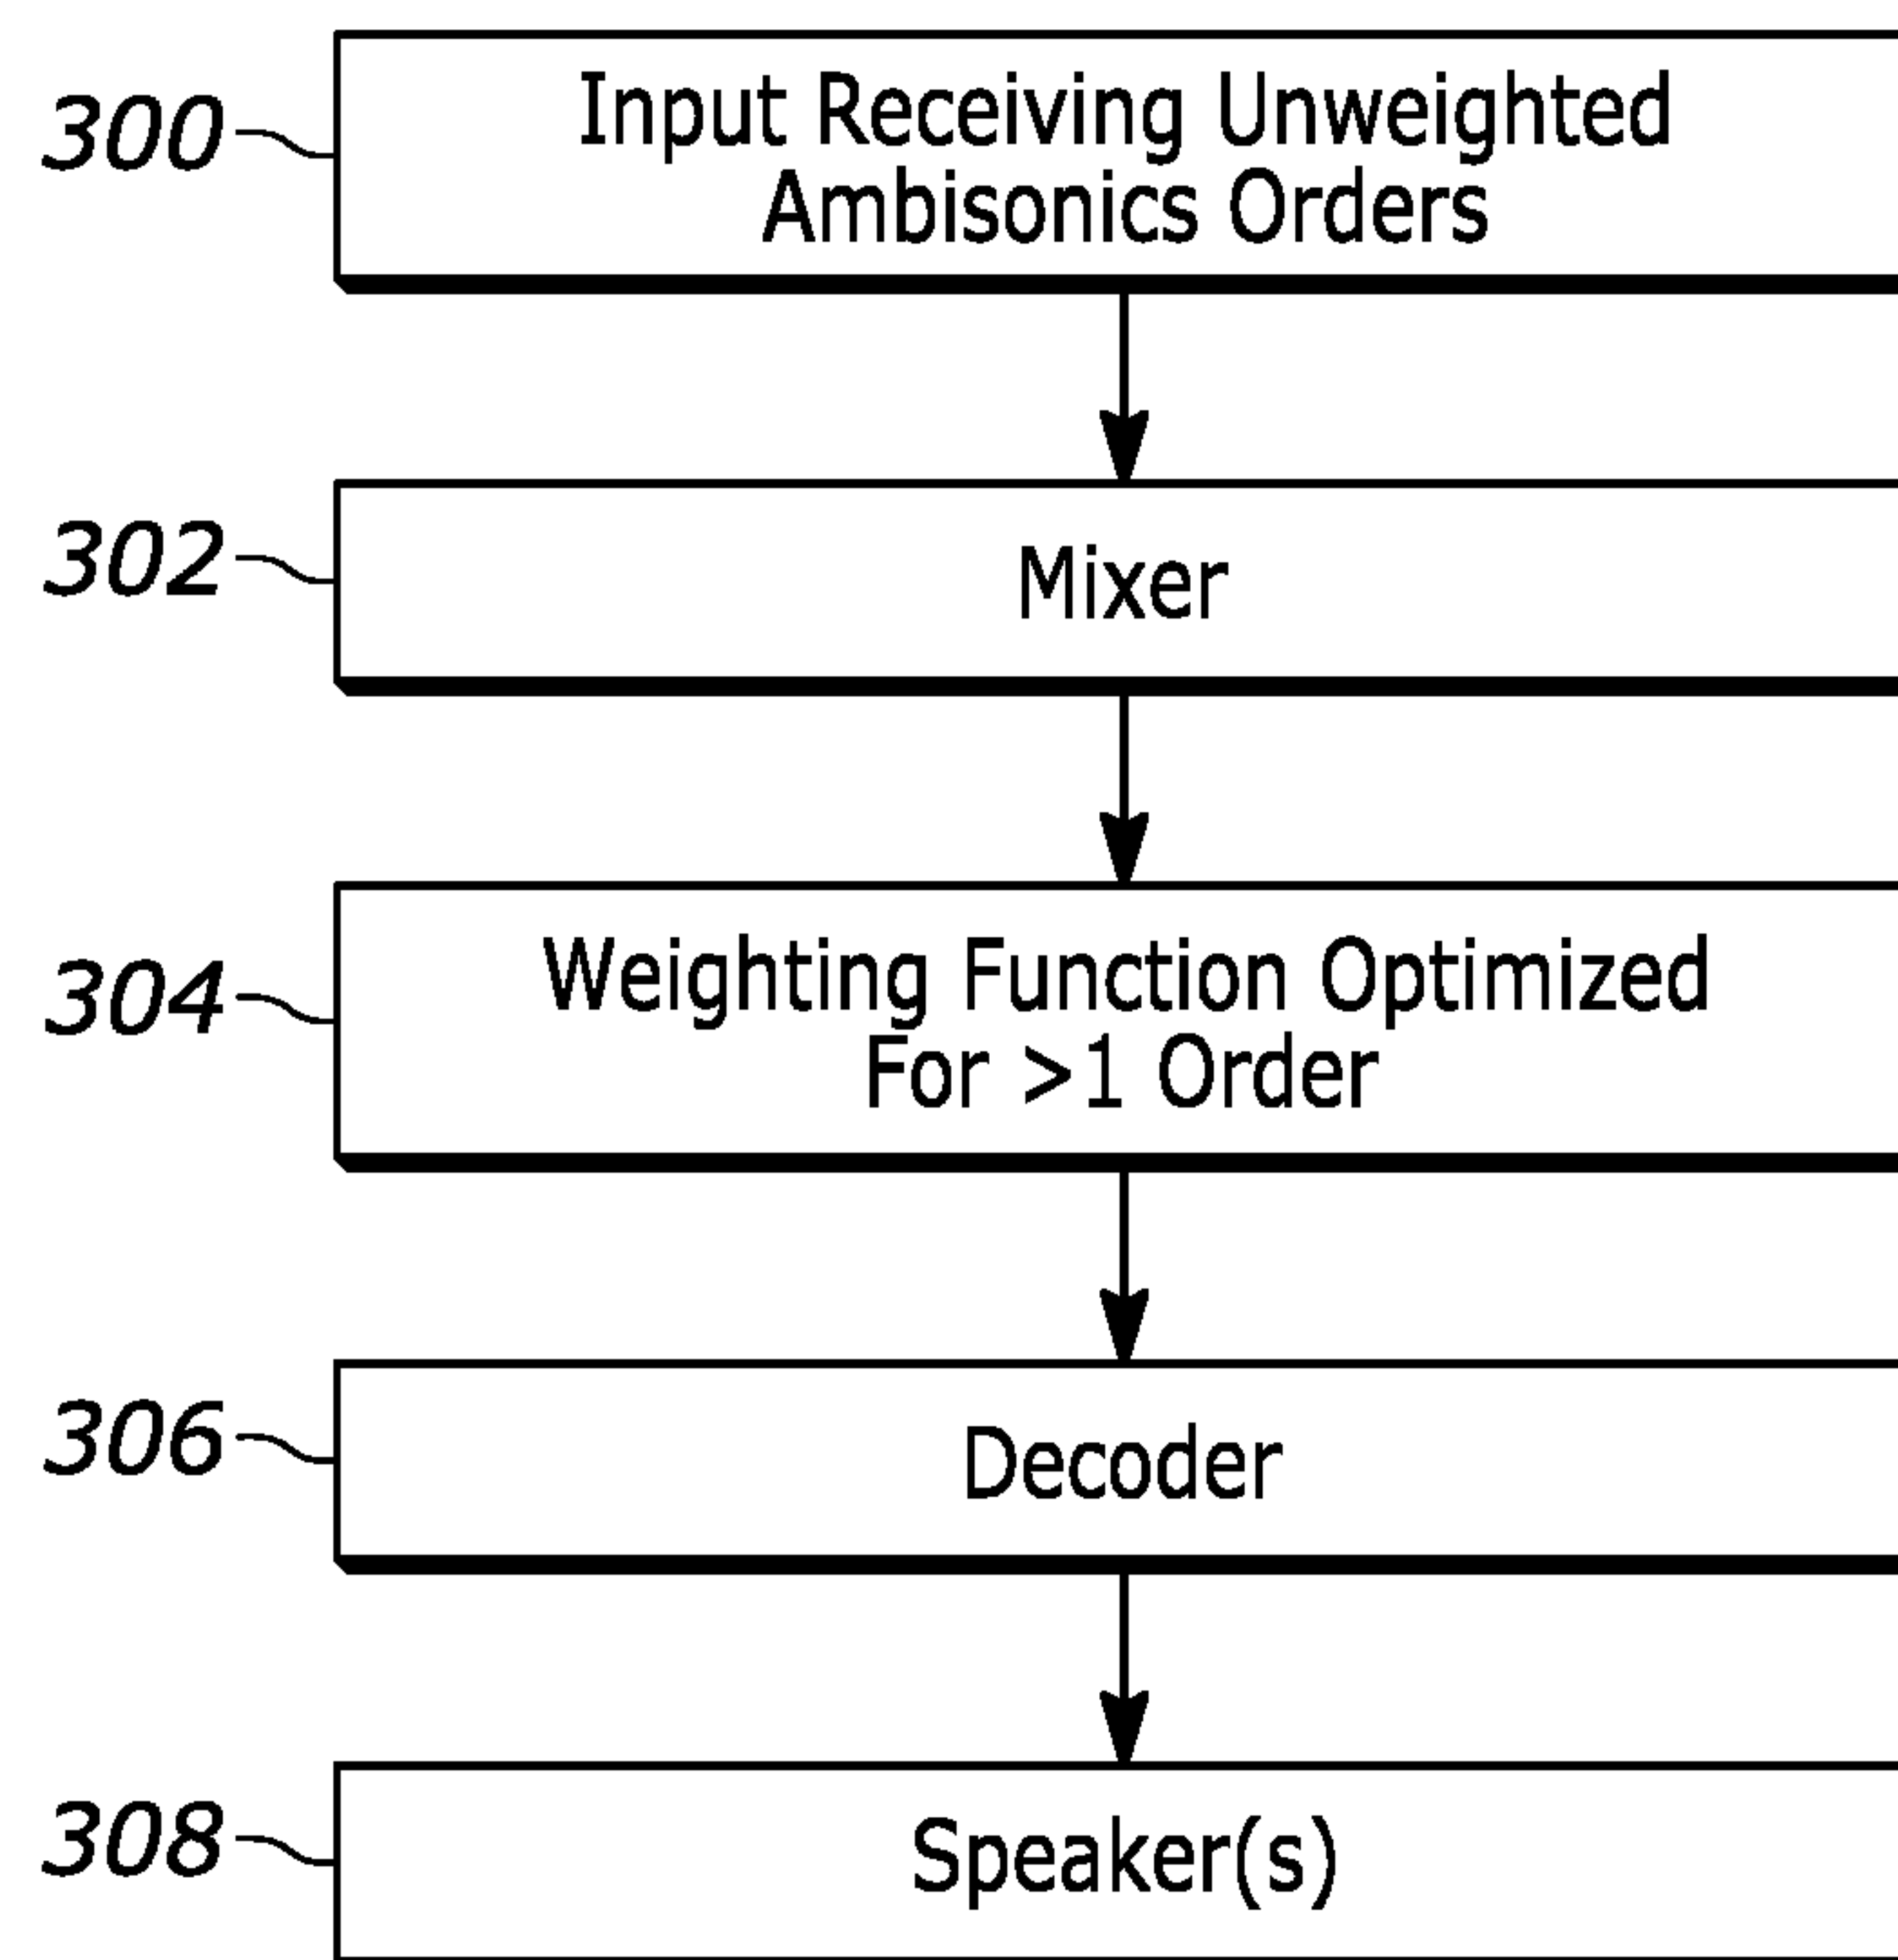 300
Input Receiving Unweighted
Ambisonics Orders
302
Mixer
304
Weighting Function Optimized
For >1 Order
306
Decoder
308
Speaker(s)